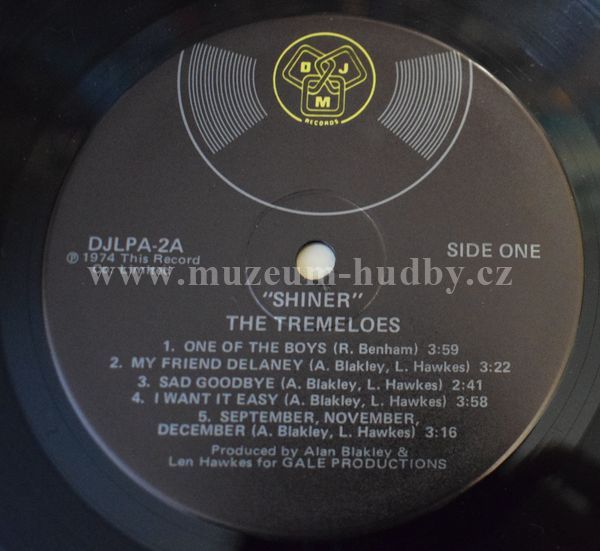 D J
M
RECORDS
DJLPA-2A
SIDE ONE
℗ 1974 This Record
Co. Limited
www.muzeum-hudby.cz
"SHINER"
THE TREMELOES
1. ONE OF THE BOYS (R. Benham) 3:59
2. MY FRIEND DELANEY (A. Blakley, L. Hawkes) 3:22
3. SAD GOODBYE (A. Blakley, L. Hawkes) 2:41
4. I WANT IT EASY (A. Blakley, L. Hawkes) 3:58
5. SEPTEMBER, NOVEMBER,
DECEMBER (A. Blakley, L. Hawkes) 3:16
Produced by Alan Blakley &
Len Hawkes for GALE PRODUCTIONS